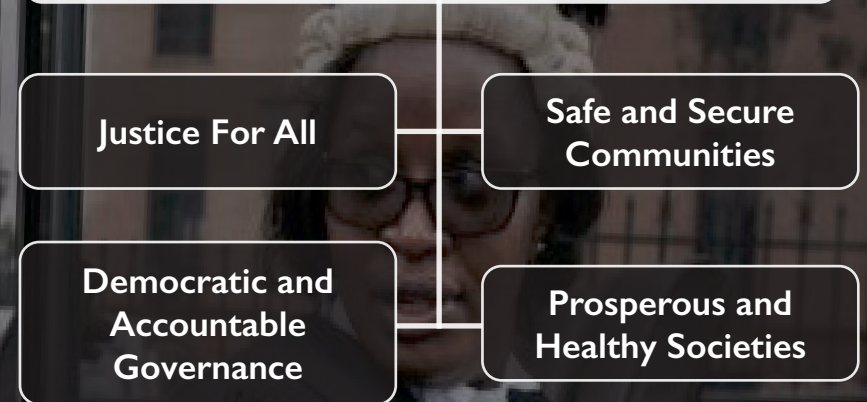 Justice For All
Safe and Secure
Communities
Democratic and
Accountable
Governance
Prosperous and
Healthy Societies